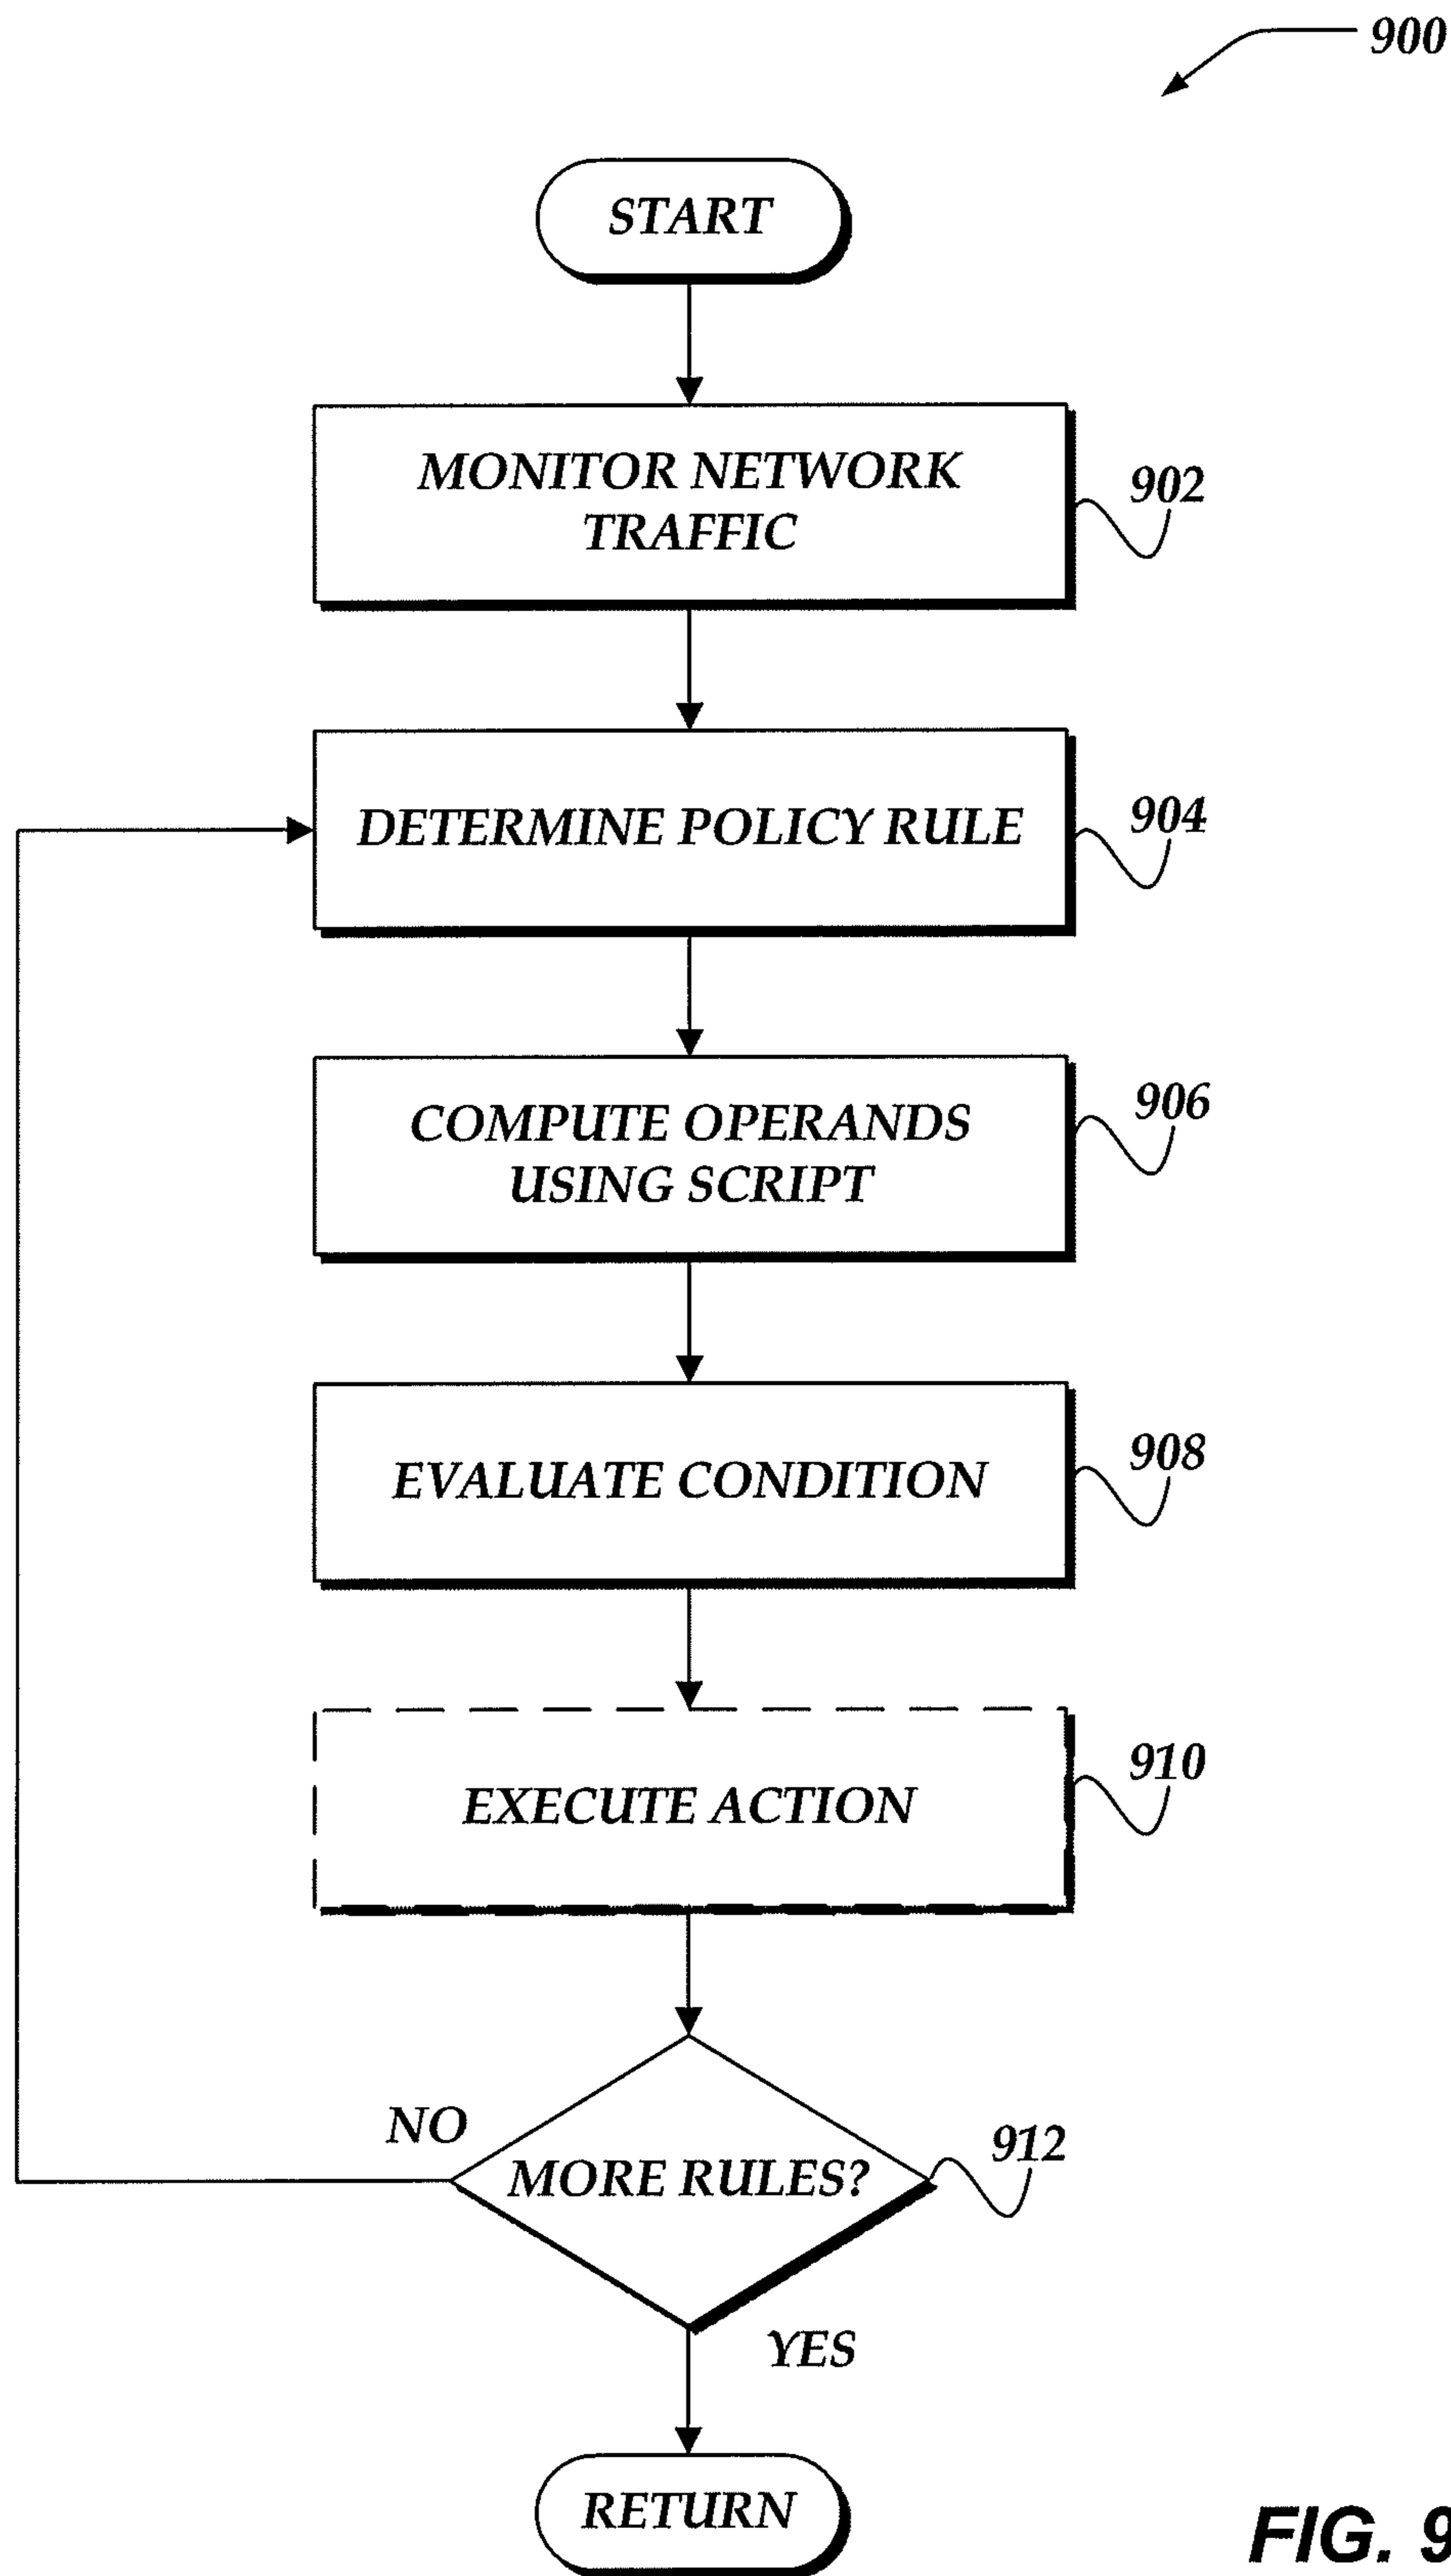 900
START
MONITOR NETWORK
TRAFFIC
902
DETERMINE POLICY RULE
904
COMPUTE OPERANDS
USING SCRIPT
906
EVALUATE CONDITION
908
EXECUTE ACTION
910
NO
MORE RULES?
912
YES
RETURN
FIG. 9